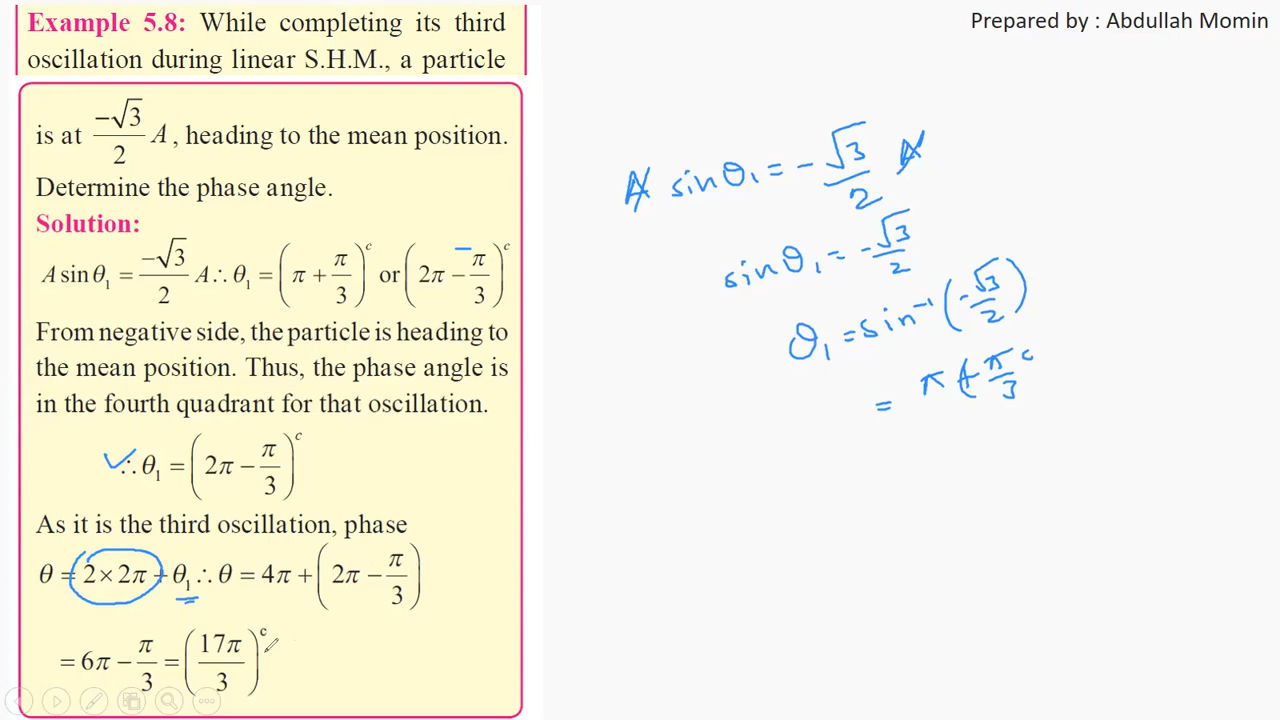 Prepared by : Abdullah Momin
Example 5.8: While completing its third
oscillation during linear S.H.M., a particle
is at −√3/2 A, heading to the mean position.
Determine the phase angle.
Solution:
A sin θ₁ = −√3/2 A ∴ θ₁ = (π + π/3)ᶜ or (2π − π/3)ᶜ
From negative side, the particle is heading to
the mean position. Thus, the phase angle is
in the fourth quadrant for that oscillation.
∴ θ₁ = (2π − π/3)ᶜ
As it is the third oscillation, phase
θ = 2 × 2π + θ₁ ∴ θ = 4π + (2π − π/3)
= 6π − π/3 = (17π/3)ᶜ
A sin θ₁ = − √3/2 A
sin θ₁ = − √3/2
θ₁ = sin⁻¹ (− √3/2)
= π + π/3 ᶜ